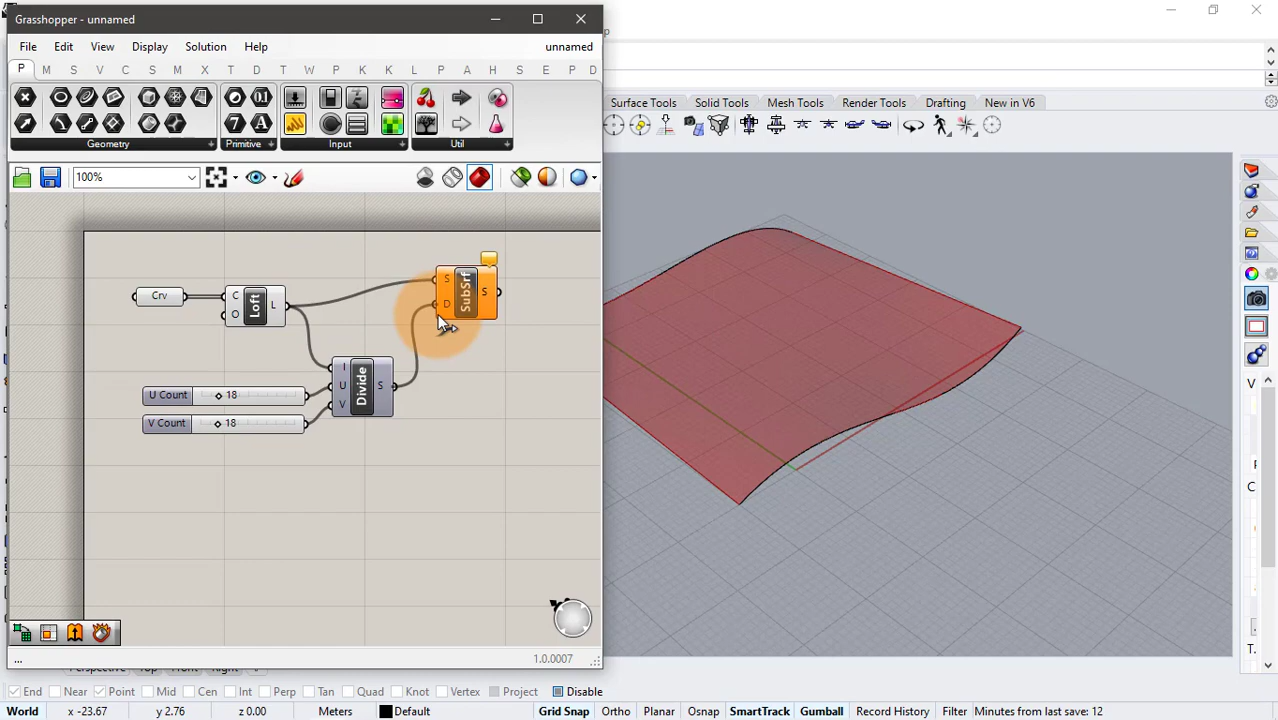 Grasshopper - unnamed
File Edit View Display Solution Help unnamed
P M S V C S M X T D T W P K K L P A H S E P D
Geometry Primitive Input Util
Surface Tools Solid Tools Mesh Tools Render Tools Drafting New in V6
100%
Crv
C
O
Loft
L
S
D
SubSrf
S
I
U
V
Divide
S
U Count 18
V Count 18
... 1.0.0007
End Near Point Mid Cen Int Perp Tan Quad Knot Vertex Project Disable
World x -23.67 y 2.76 z 0.00 Meters Default Grid Snap Ortho Planar Osnap SmartTrack Gumball Record History Filter Minutes from last save: 12